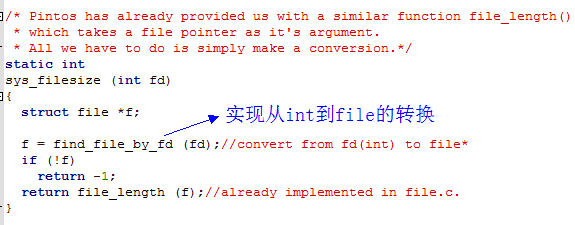 /* Pintos has already provided us with a similar function file_length()
* which takes a file pointer as it's argument.
* All we have to do is simply make a conversion.*/
static int
sys_filesize (int fd)
{
struct file *f;
实现从int到file的转换
f = find_file_by_fd (fd);//convert from fd(int) to file*
if (!f)
return -1;
return file_length (f);//already implemented in file.c.
}